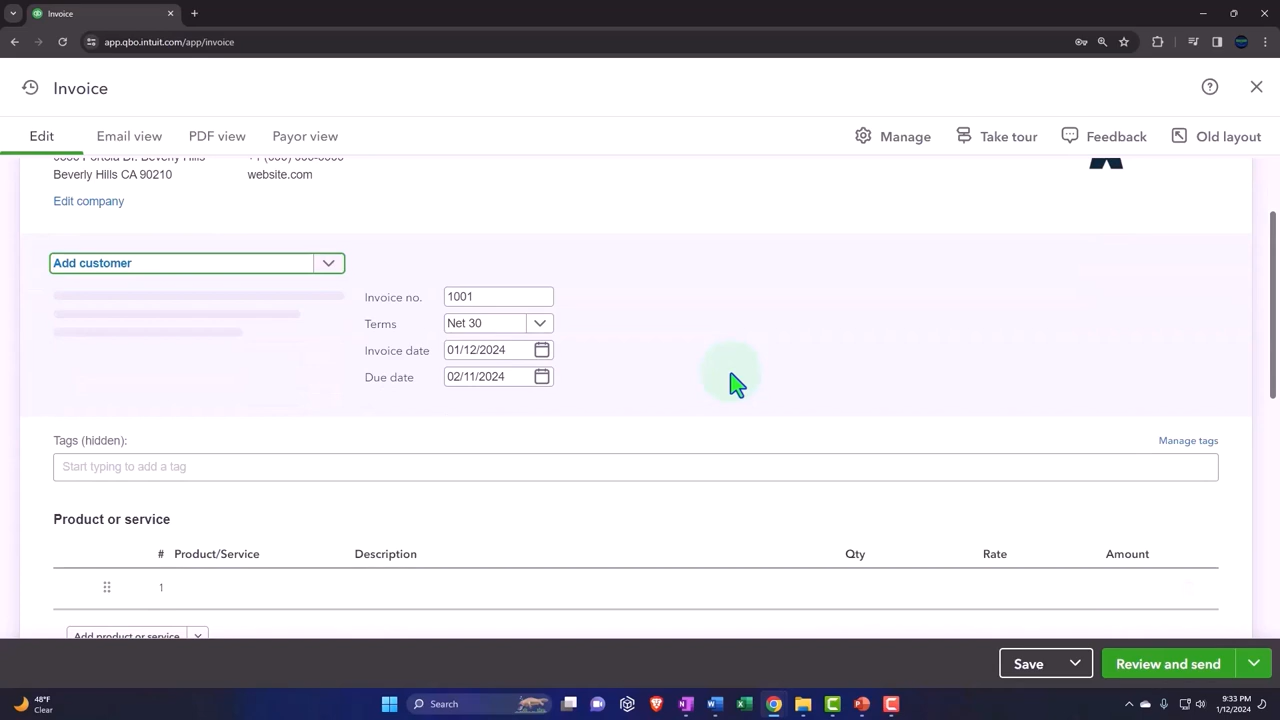 Invoice
app.qbo.intuit.com/app/invoice
Invoice
Edit
Email view
PDF view
Payor view
Manage
Take tour
Feedback
Old layout
Beverly Hills CA 90210
website.com
Edit company
Add customer
Invoice no. 1001
Terms Net 30
Invoice date 01/12/2024
Due date 02/11/2024
Tags (hidden):
Manage tags
Start typing to add a tag
Product or service
# Product/Service Description Qty Rate Amount
1
Add product or service
Save
Review and send
48°F
Clear
Search
9:33 PM
1/12/2024